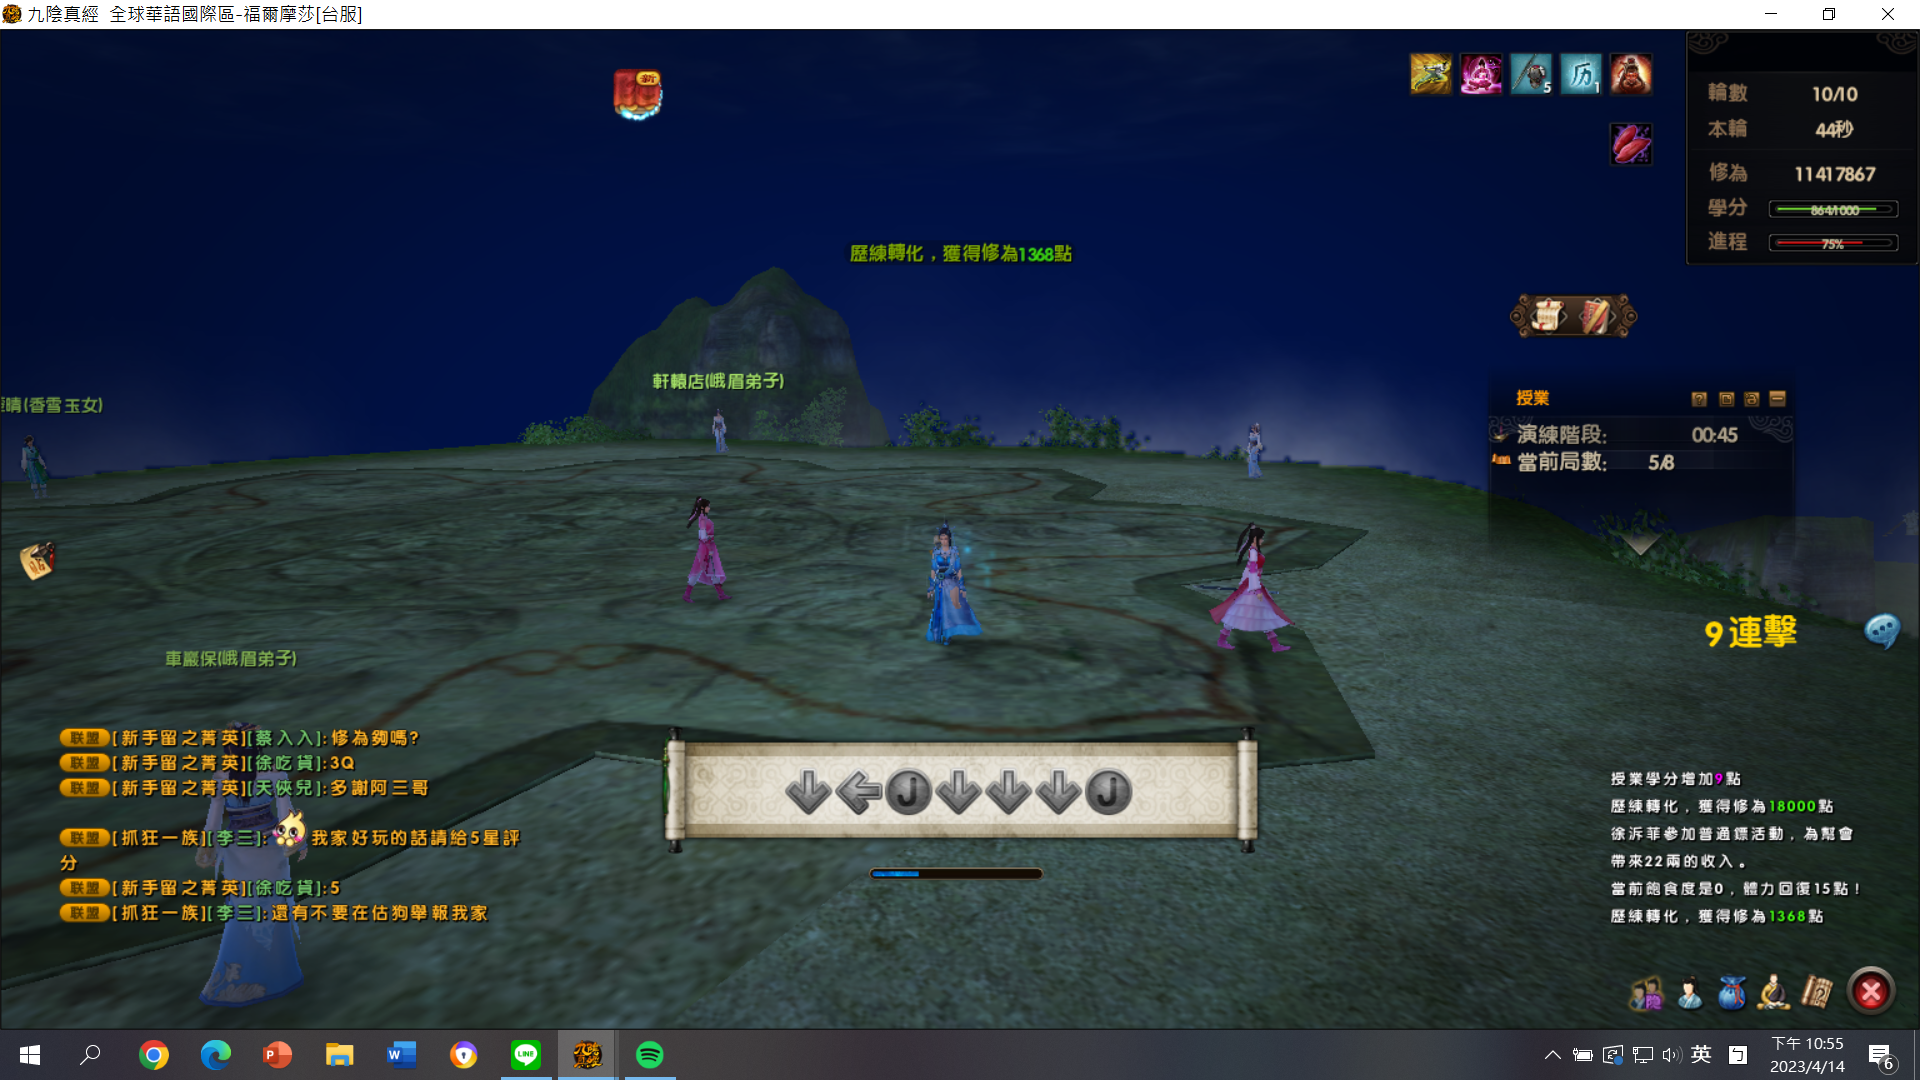 九陰真經 全球華語國際區-福爾摩莎[台服]
新
5
1
輪數 10/10
本輪 44秒
修為 11417867
學分 864/1000
進程 75%
歷練轉化，獲得修為1368點
軒轅店(峨眉弟子)
晴(香雪玉女)
授業
演練階段: 00:45
當前局數: 5/8
9連擊
車巖保(峨眉弟子)
联盟 [新手留之菁英][蔡入入]:修為夠嗎?
联盟 [新手留之菁英][徐吃貨]:3Q
联盟 [新手留之菁英][天俠兒]:多謝阿三哥
联盟 [抓狂一族][李三]: 我家好玩的話請給5星評
分
联盟 [新手留之菁英][徐吃貨]:5
联盟 [抓狂一族][李三]:還有不要在估狗舉報我家
J J
授業學分增加9點
歷練轉化，獲得修為18000點
徐泝菲參加普通鏢活動，為幫會
帶來22兩的收入。
當前飽食度是0，體力回復15點！
歷練轉化，獲得修為1368點
英
下午 10:55
2023/4/14
6